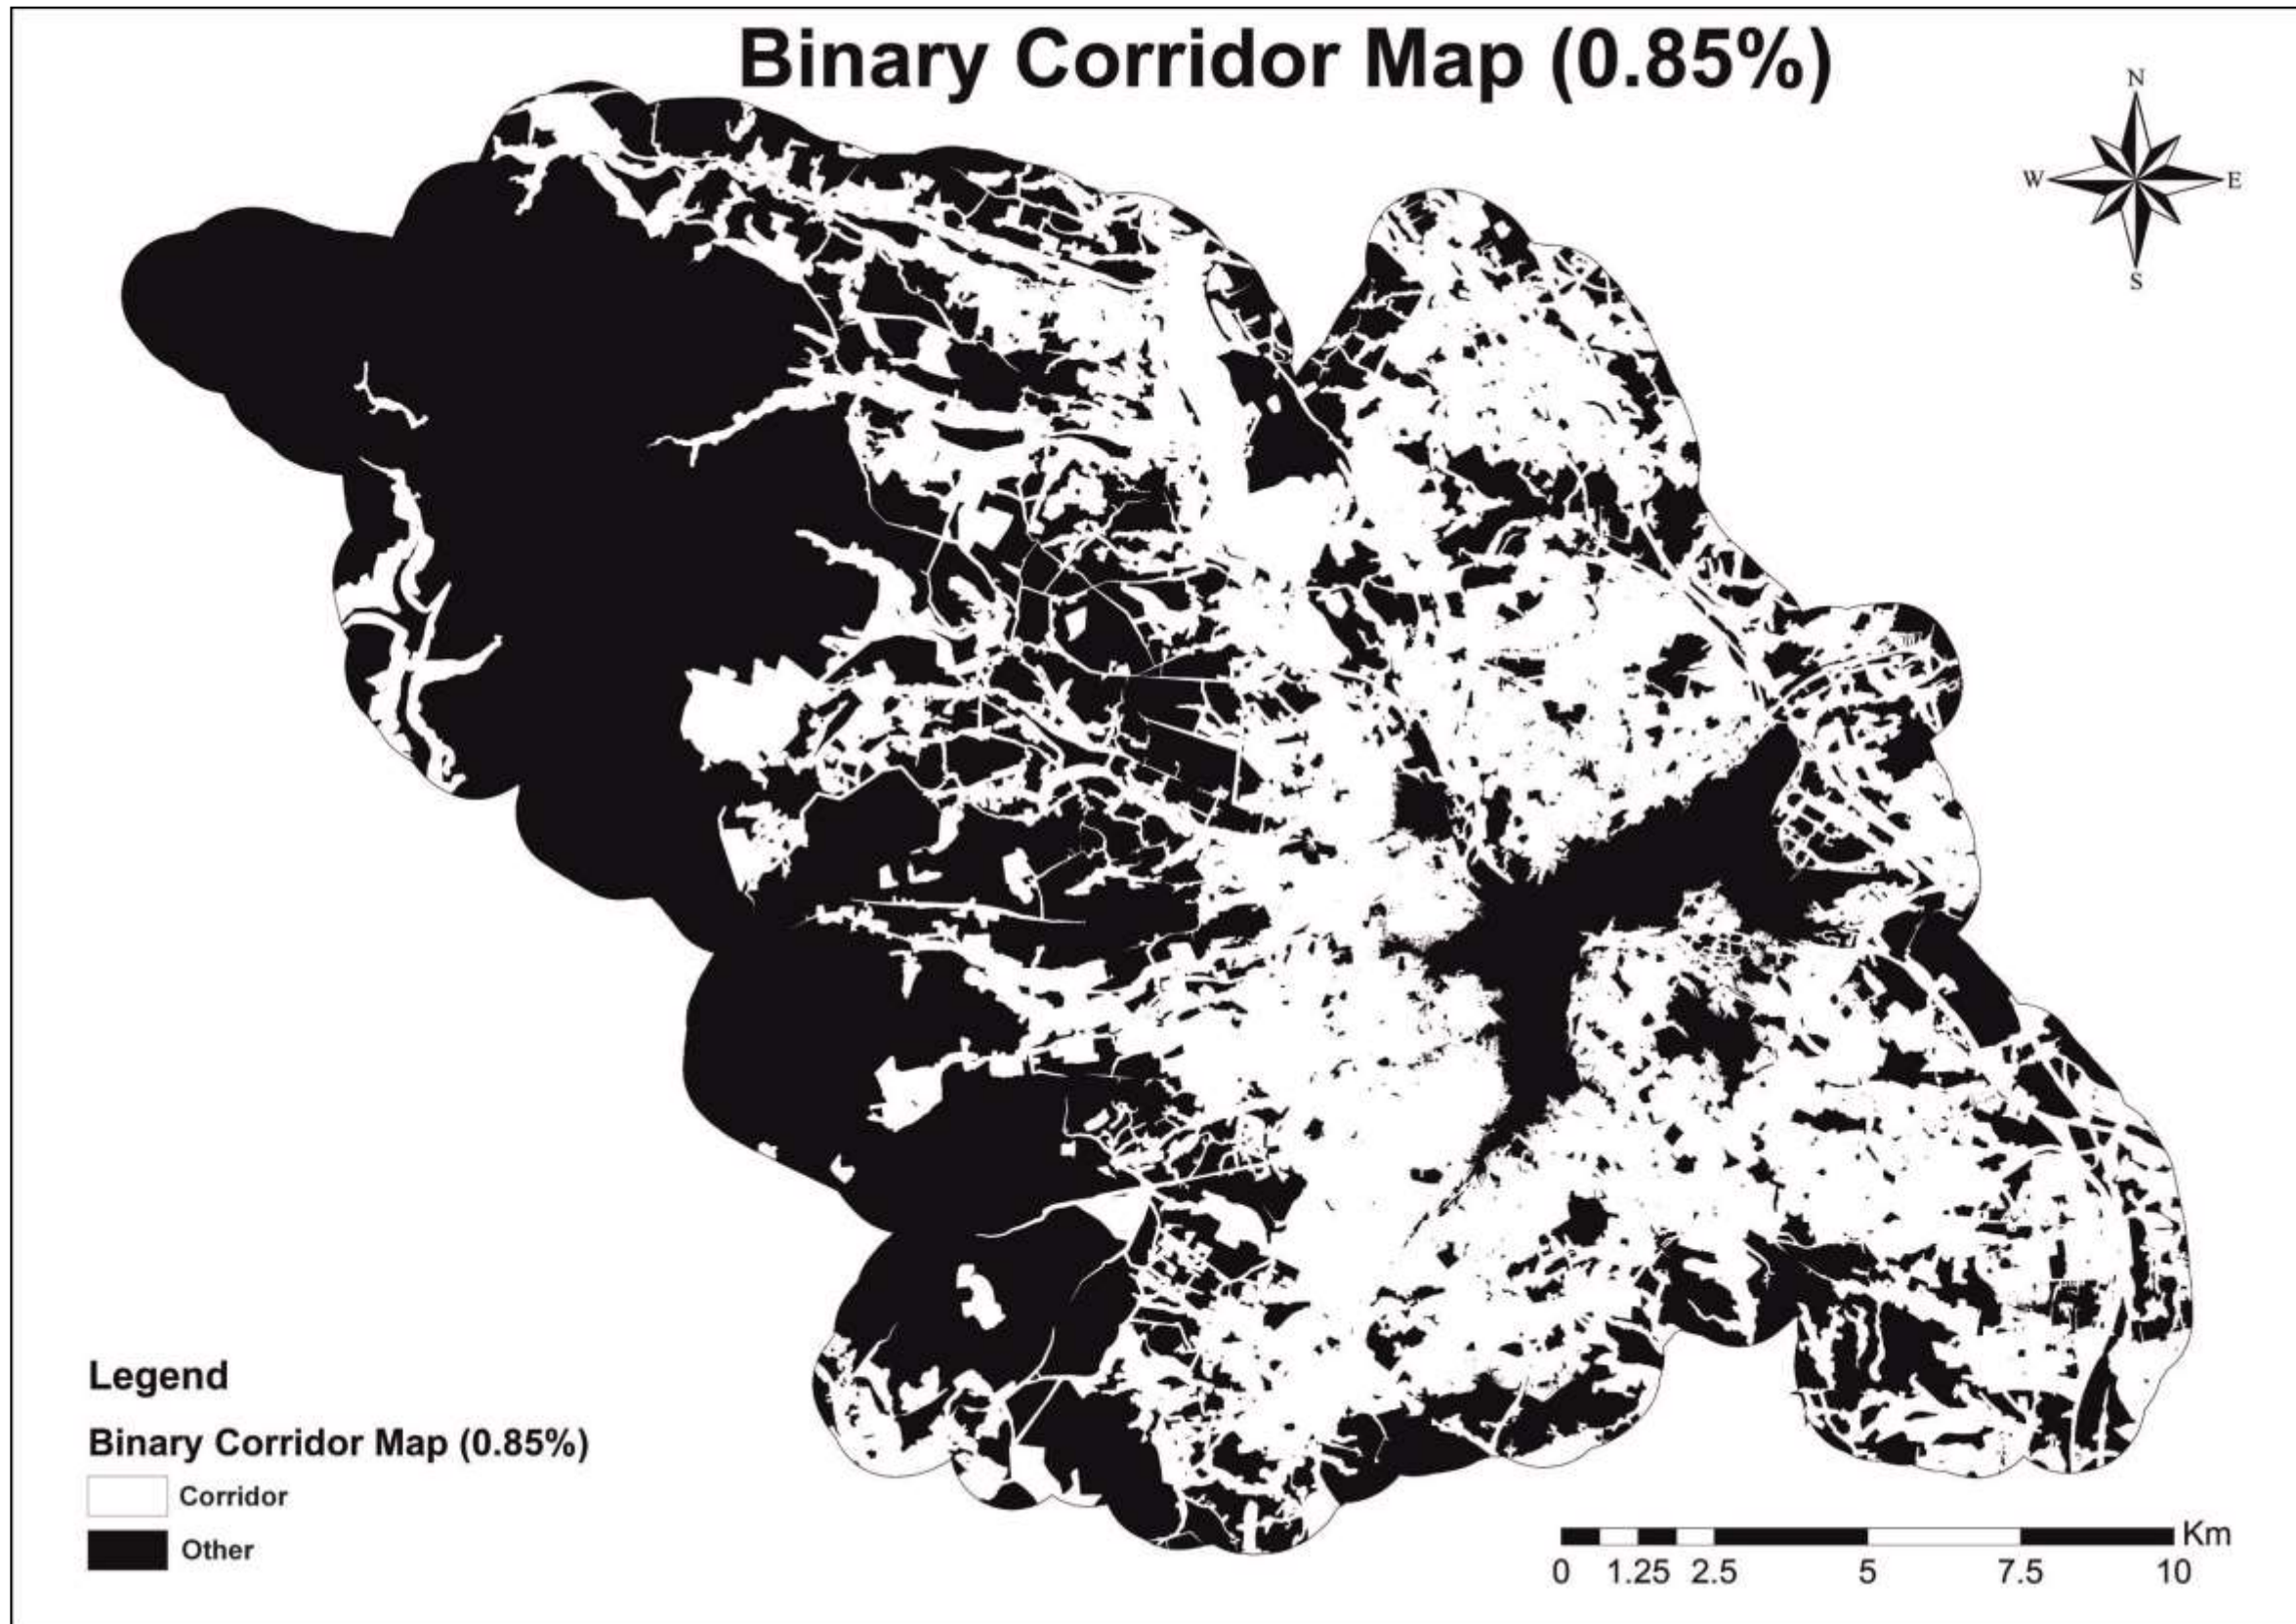 Binary Corridor Map (0.85%)
N
W E
S
Legend
Binary Corridor Map (0.85%)
Corridor
Other
Km
0 1.25 2.5 5 7.5 10